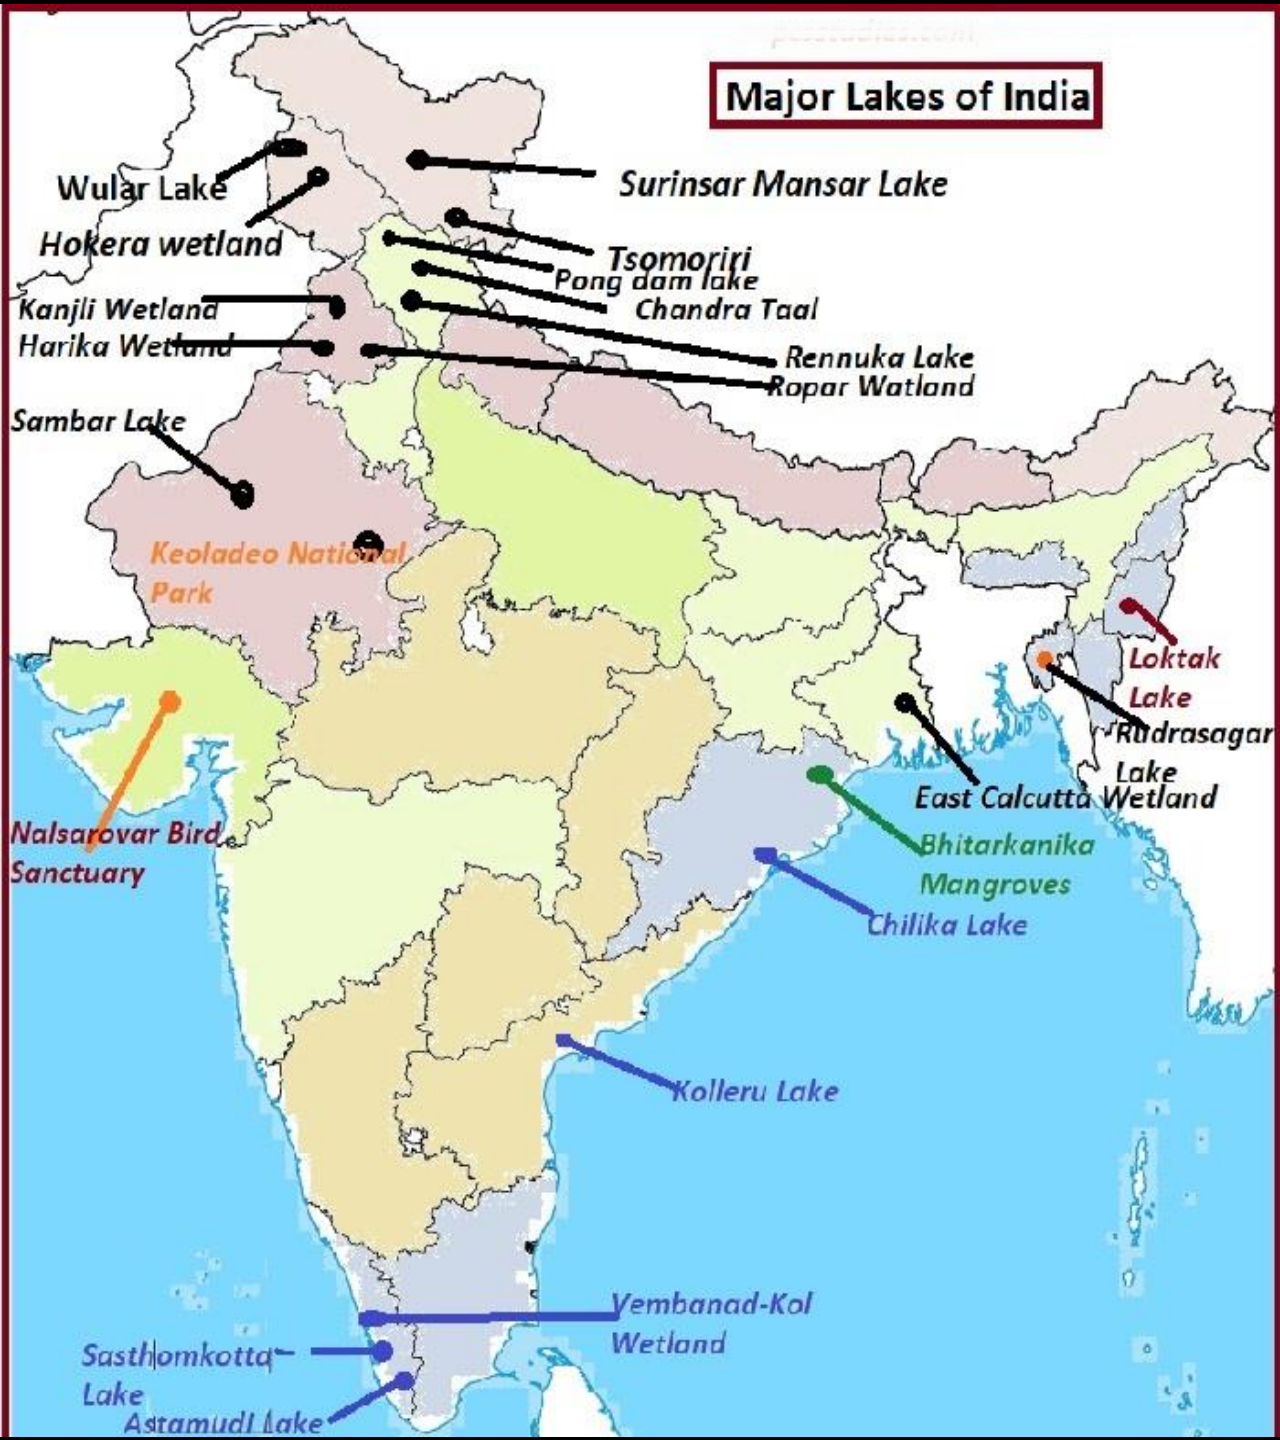 Major Lakes of India
Wular Lake
Surinsar Mansar Lake
Hokera wetland
Tsomoriri
Pong dam lake
Chandra Taal
Kanjli Wetland
Harika Wetland
Rennuka Lake
Ropar Watland
Sambar Lake
Keoladeo National
Park
Loktak
Lake
Rudrasagar
Lake
East Calcutta Wetland
Nalsarovar Bird
Sanctuary
Bhitarkanika
Mangroves
Chilika Lake
Kolleru Lake
Vembanad-Kol
Wetland
Sasthomkotta
Lake
Astamudi Lake